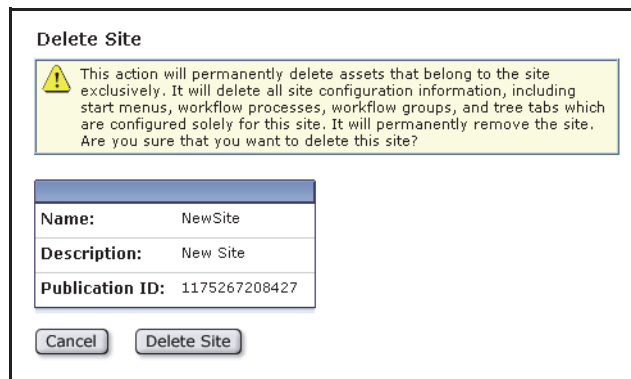 Delete Site
This action will permanently delete assets that belong to the site
exclusively. It will delete all site configuration information, including
start menus, workflow processes, workflow groups, and tree tabs which
are configured solely for this site. It will permanently remove the site.
Are you sure that you want to delete this site?
Name: NewSite
Description: New Site
Publication ID: 1175267208427
Cancel Delete Site